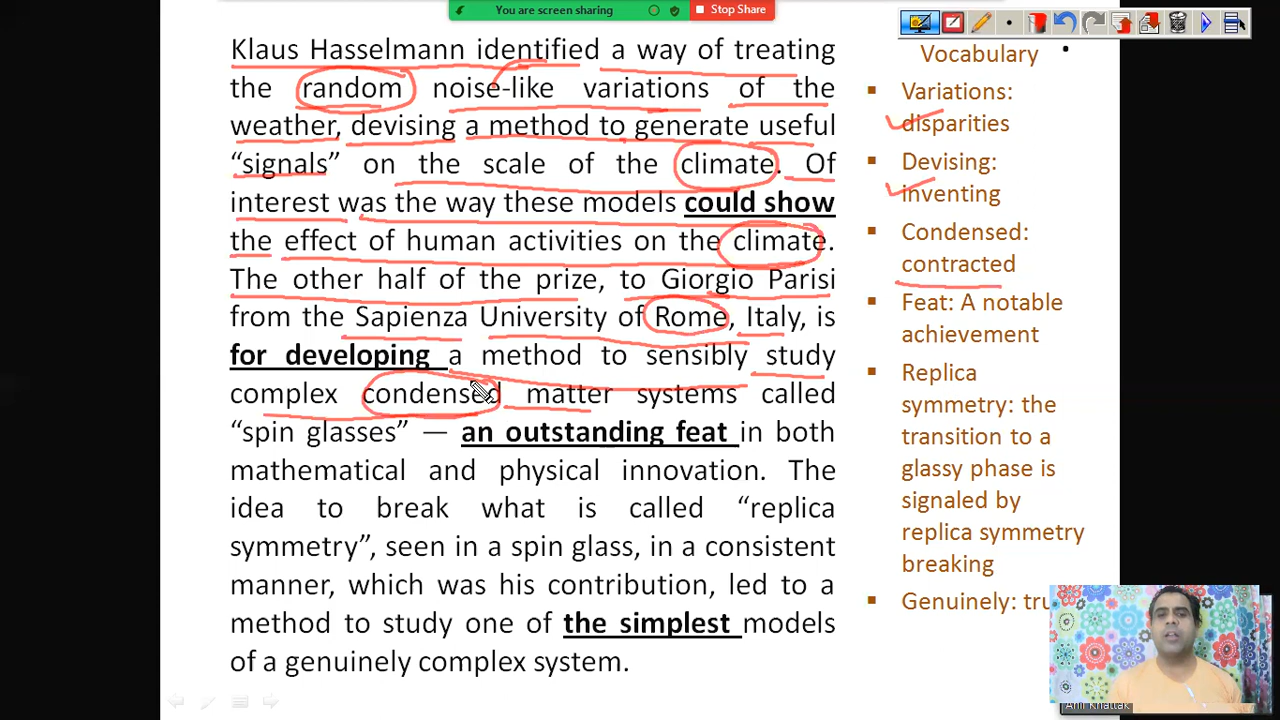 You are screen sharing
Stop Share
Klaus Hasselmann identified a way of treating
the random noise-like variations of the
weather, devising a method to generate useful
“signals” on the scale of the climate. Of
interest was the way these models could show
the effect of human activities on the climate.
The other half of the prize, to Giorgio Parisi
from the Sapienza University of Rome, Italy, is
for developing a method to sensibly study
complex condensed matter systems called
“spin glasses” — an outstanding feat in both
mathematical and physical innovation. The
idea to break what is called “replica
symmetry”, seen in a spin glass, in a consistent
manner, which was his contribution, led to a
method to study one of the simplest models
of a genuinely complex system.
Vocabulary
Variations:
disparities
Devising:
inventing
Condensed:
contracted
Feat: A notable
achievement
Replica
symmetry: the
transition to a
glassy phase is
signaled by
replica symmetry
breaking
Genuinely: